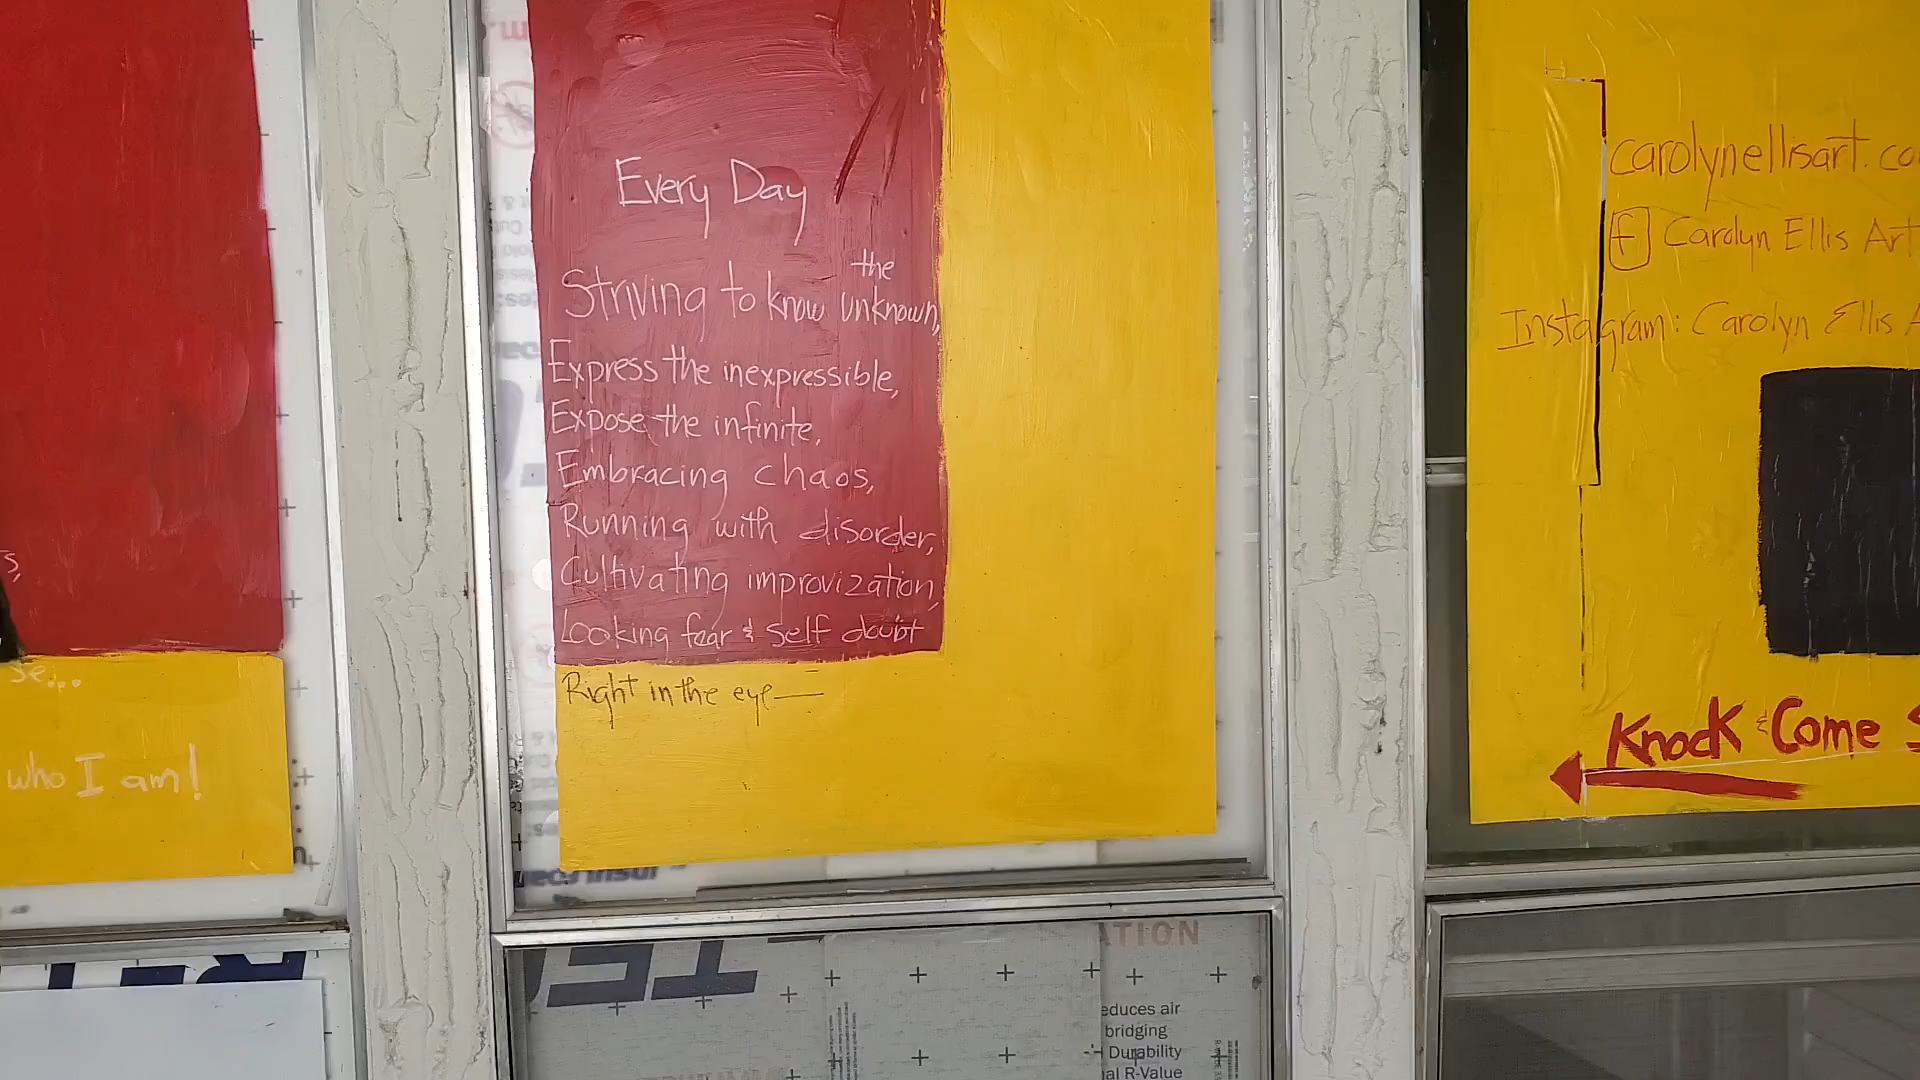 Every Day
the
Striving to know unknown,
Express the inexpressible,
Expose the infinite,
Embracing chaos,
Running with disorder,
Cultivating improvization,
Looking fear & self doubt
Right in the eye—
who I am!
carolynellisart.co
f Carolyn Ellis Art
Instagram: Carolyn Ellis A
Knock & Come S
ATION
educes air
bridging
Durability
al R-Value